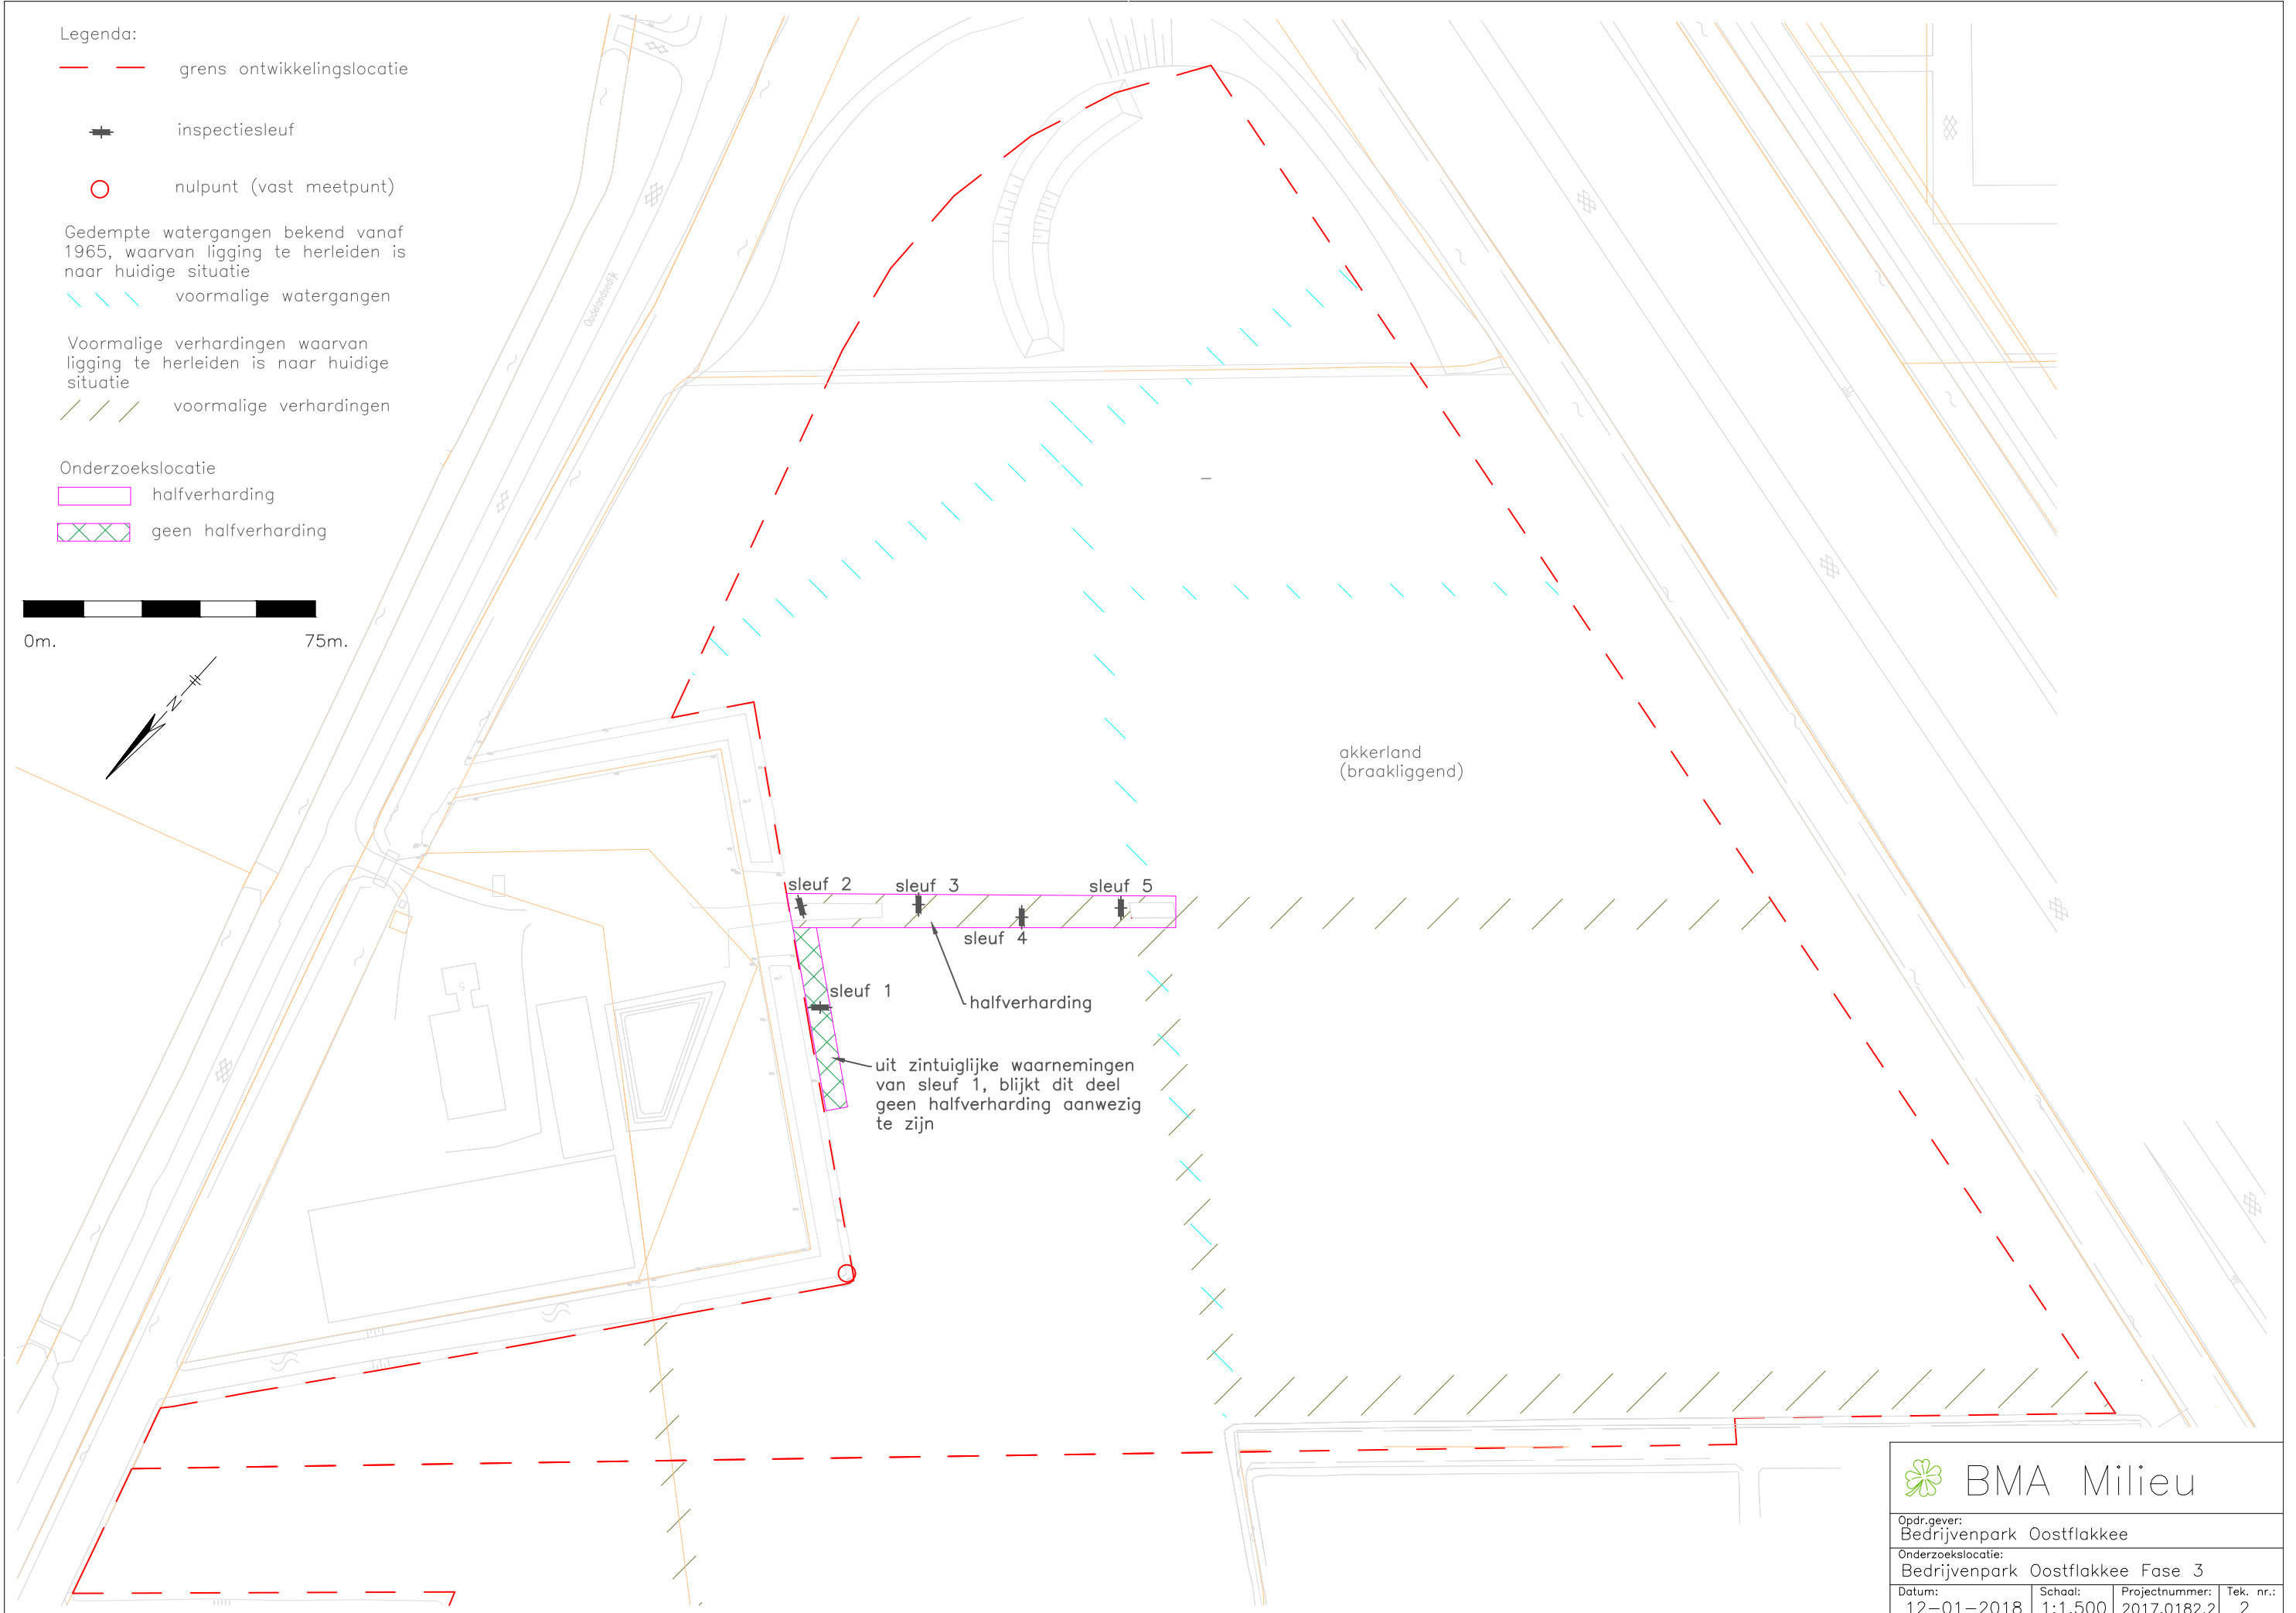 Legenda:
grens ontwikkelingslocatie
inspectiesleuf
nulpunt (vast meetpunt)
Gedempte watergangen bekend vanaf
1965, waarvan ligging te herleiden is
naar huidige situatie
voormalige watergangen
Voormalige verhardingen waarvan
ligging te herleiden is naar huidige
situatie
voormalige verhardingen
Onderzoekslocatie
halfverharding
geen halfverharding
0m.
75m.
N
Oudelandsedijk
akkerland
(braakliggend)
sleuf 2
sleuf 3
sleuf 5
sleuf 4
sleuf 1
halfverharding
uit zintuiglijke waarnemingen
van sleuf 1, blijkt dit deel
geen halfverharding aanwezig
te zijn
BMA Milieu
Opdr.gever:
Bedrijvenpark Oostflakkee
Onderzoekslocatie:
Bedrijvenpark Oostflakkee Fase 3
Datum: Schaal: Projectnummer: Tek. nr.:
12-01-2018 1:1.500 2017.0182.2 2